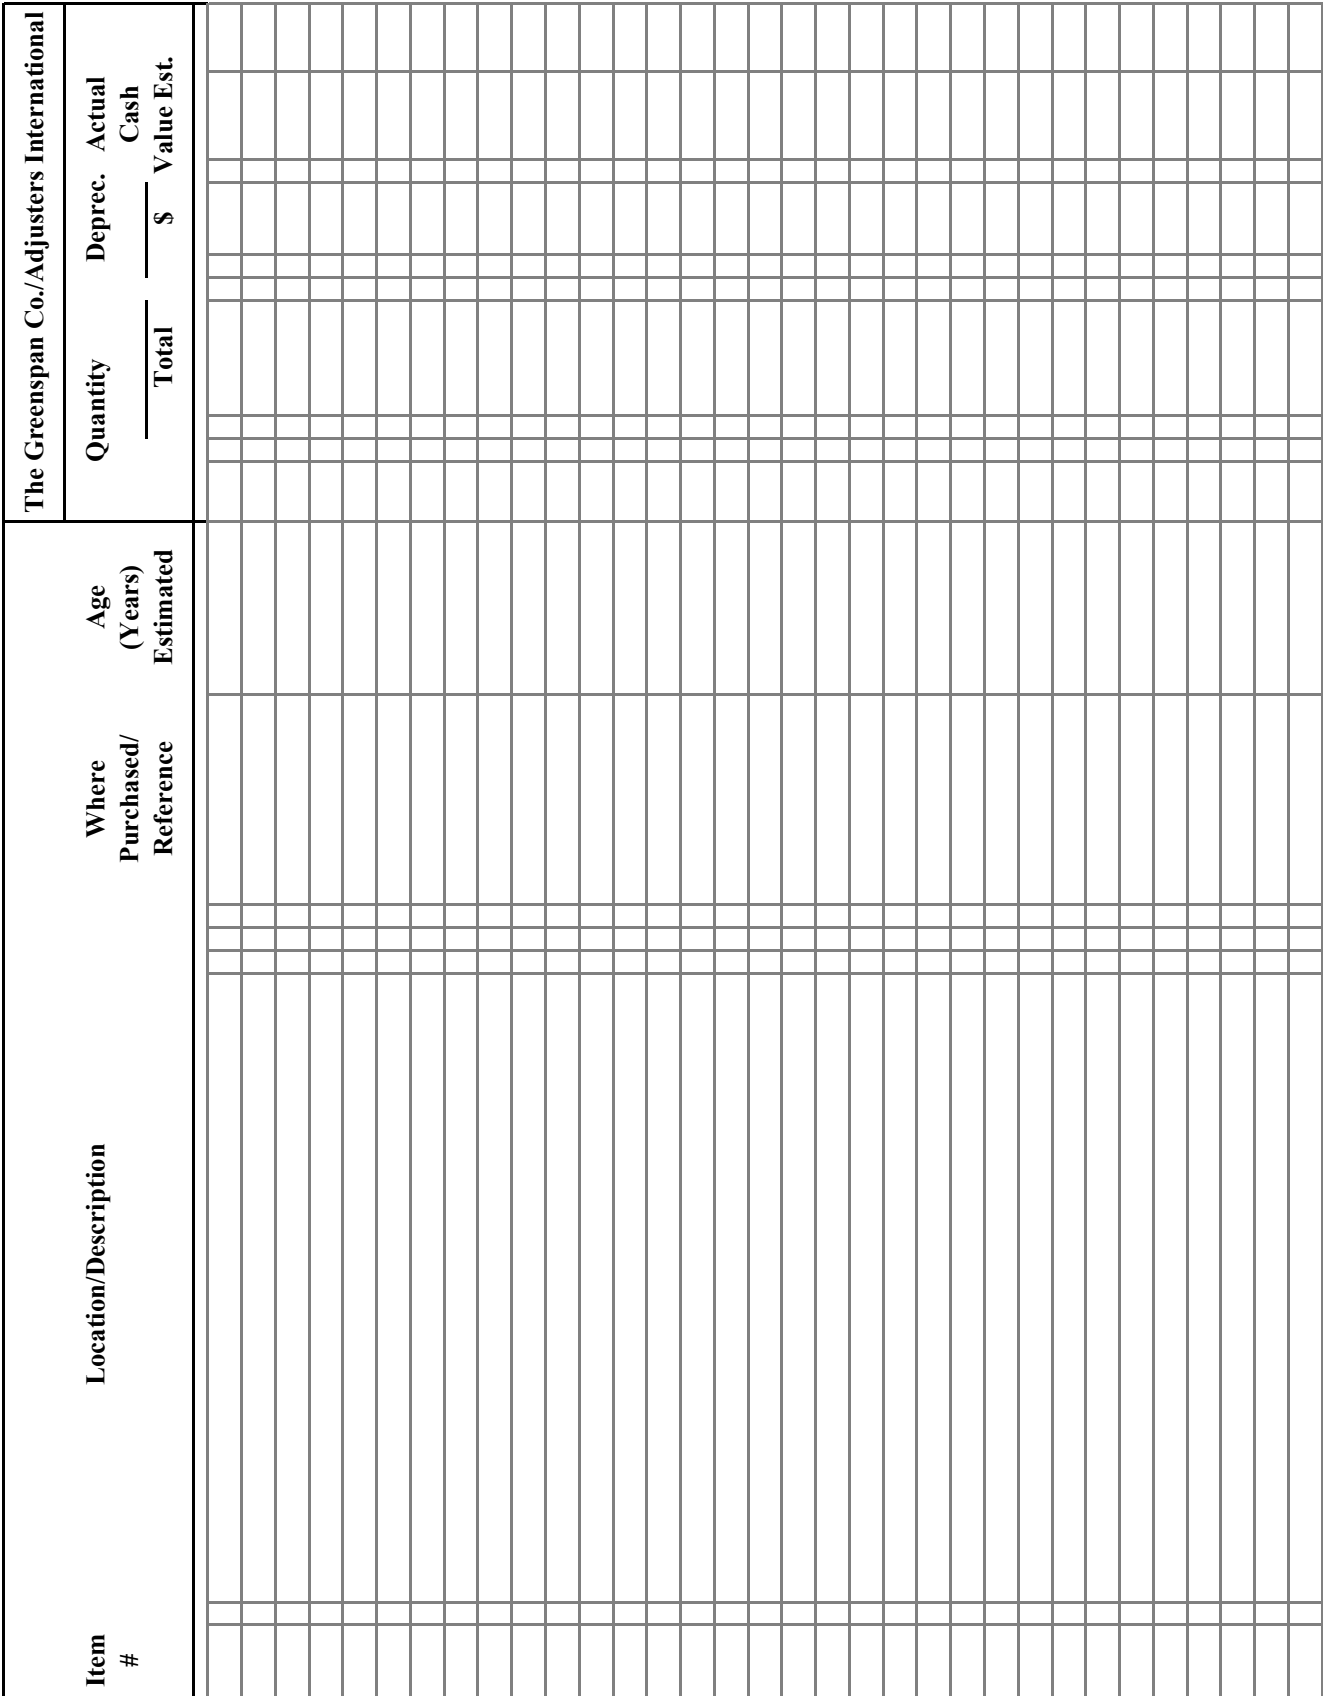 The Greenspan Co./Adjusters International
Item
#
Location/Description
Where
Purchased/
Reference
Age
(Years)
Estimated
Quantity
Total
Deprec.
$
Actual
Cash
Value Est.